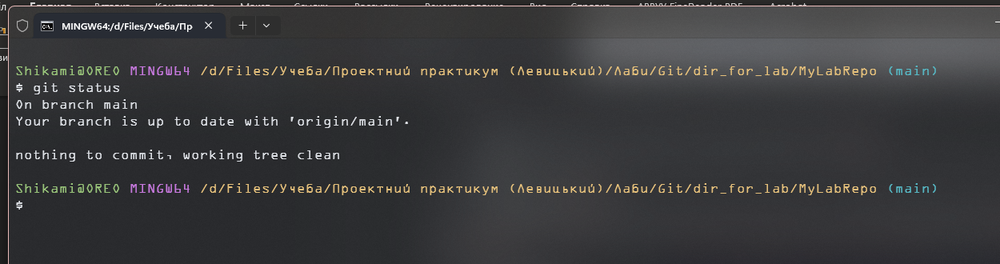 MINGW64:/d/Files/Учеба/Пр
Shikami@OREO MINGW64 /d/Files/Учеба/Проектний практикум (Левицький)/Лаби/Git/dir_for_lab/MyLabRepo (main)
$ git status
On branch main
Your branch is up to date with 'origin/main'.
nothing to commit, working tree clean
Shikami@OREO MINGW64 /d/Files/Учеба/Проектний практикум (Левицький)/Лаби/Git/dir_for_lab/MyLabRepo (main)
$